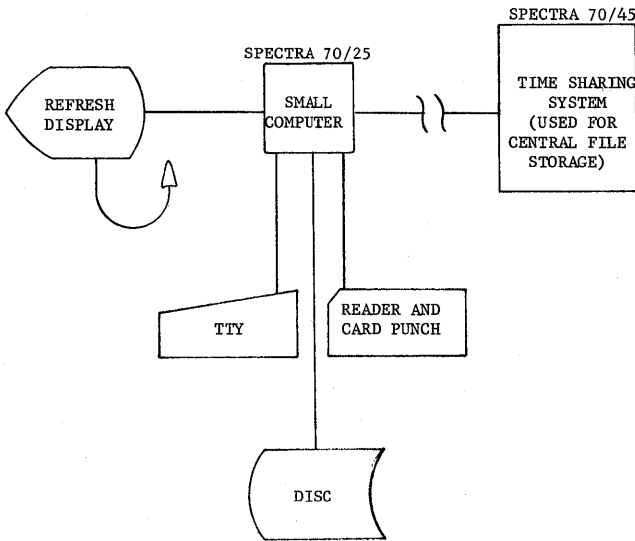 SPECTRA 70/45
SPECTRA 70/25
REFRESH
DISPLAY
SMALL
COMPUTER
TIME SHARING
SYSTEM
(USED FOR
CENTRAL FILE
STORAGE)
TTY
READER AND
CARD PUNCH
DISC